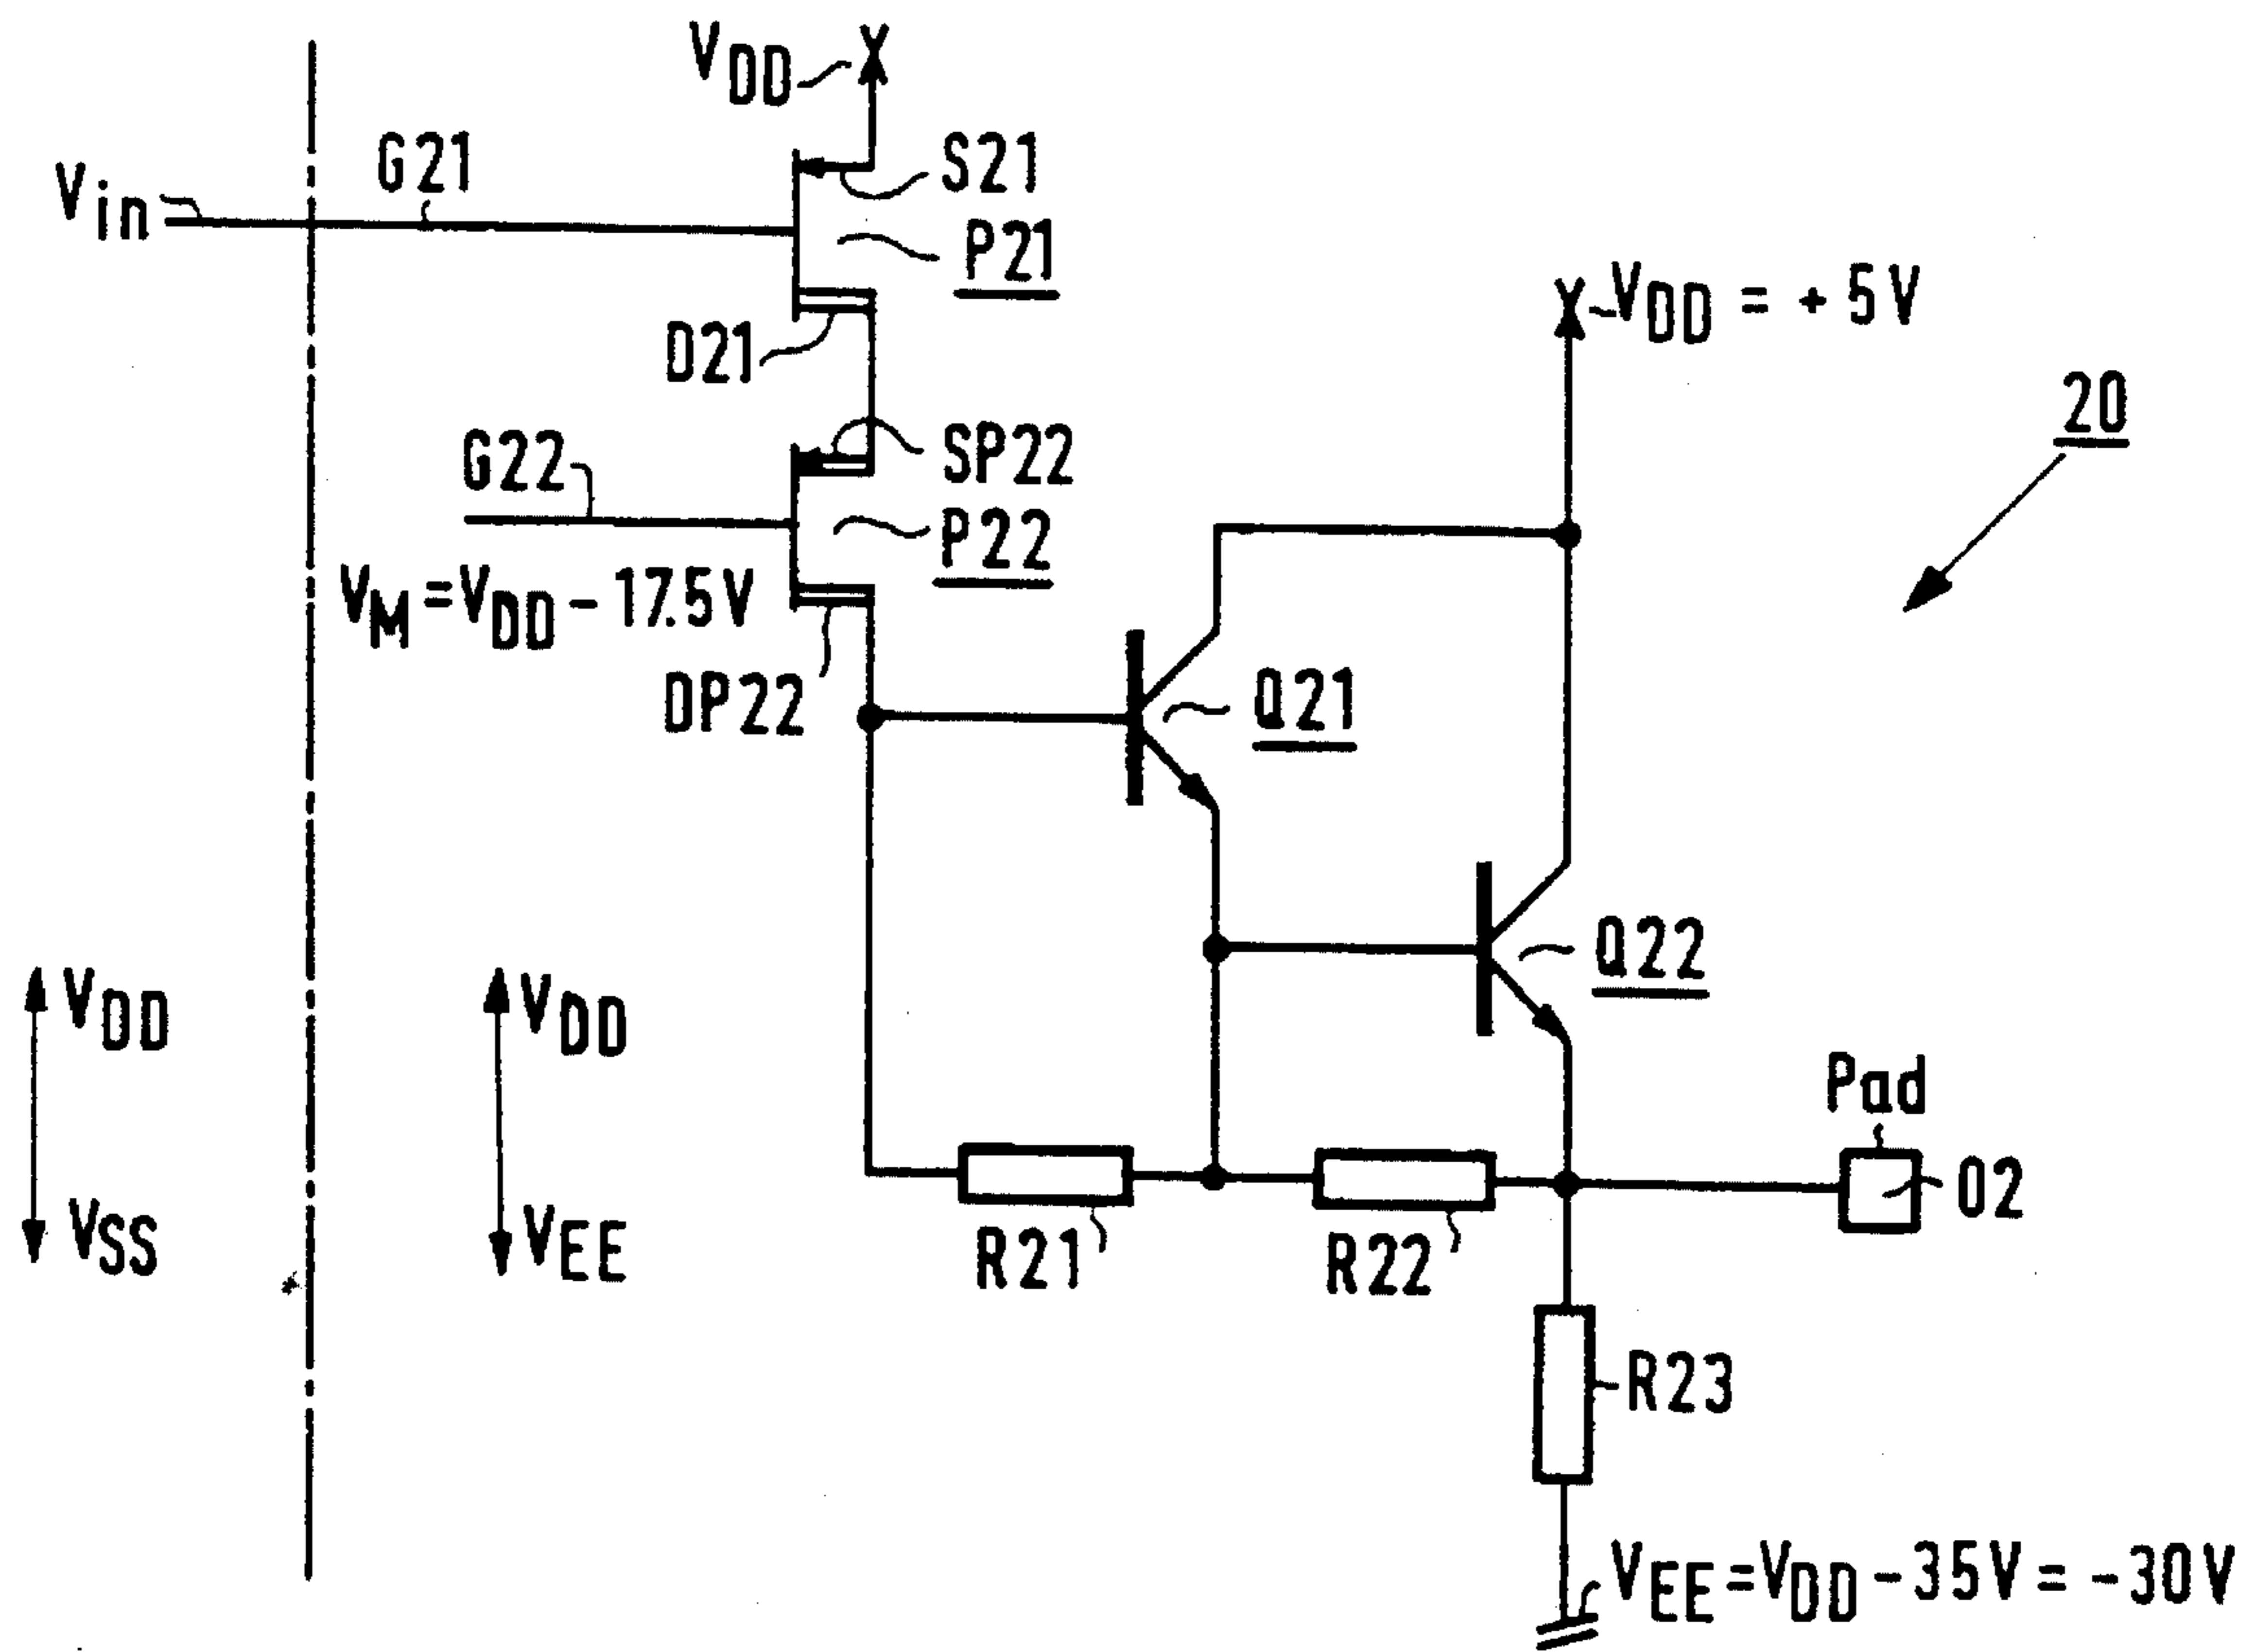 VDD
G21
S21
Vin
P21
VDD = + 5V
D21
20
SP22
G22
P22
VM = VDD - 17.5V
Q21
DP22
Q22
VDD
VDD
Pad
O2
VSS
VEE
R21
R22
R23
VEE = VDD - 35V = -30V